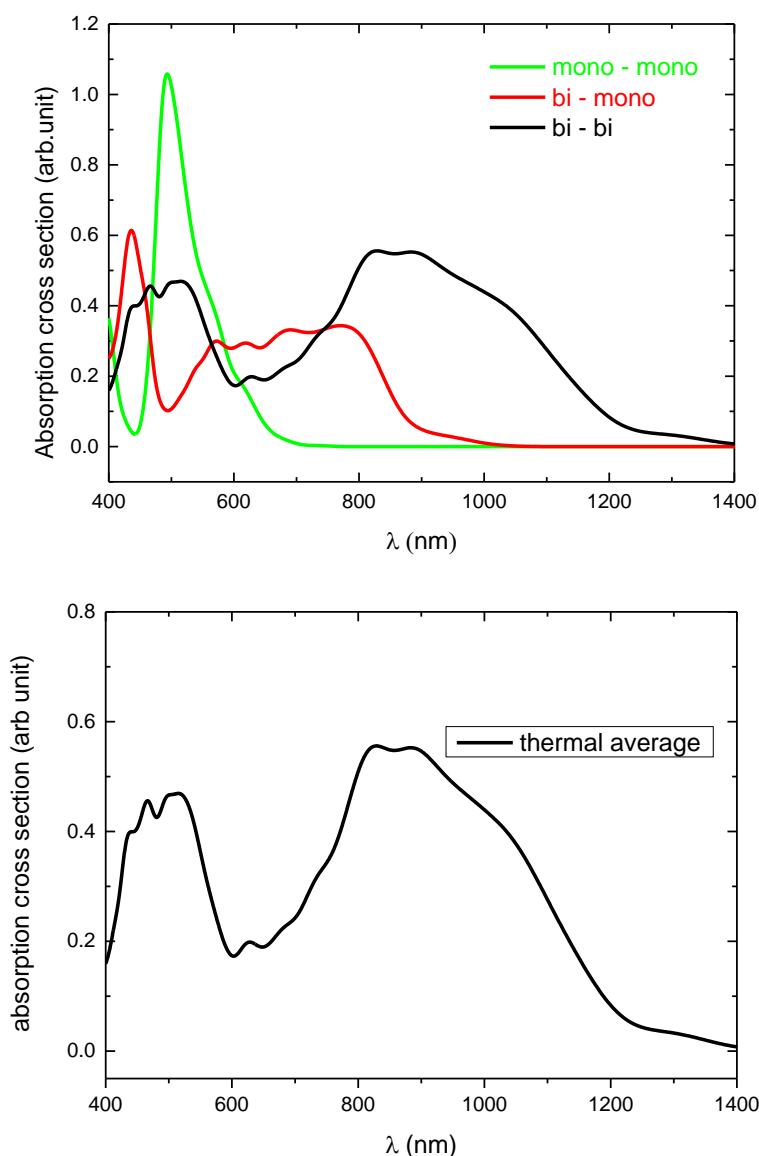 1.2
1.0
0.8
0.6
0.4
0.2
0.0
Absorption cross section (arb.unit)
mono - mono
bi - mono
bi - bi
400 600 800 1000 1200 1400
λ (nm)
0.8
0.6
0.4
0.2
0.0
absorption cross section (arb unit)
thermal average
400 600 800 1000 1200 1400
λ (nm)